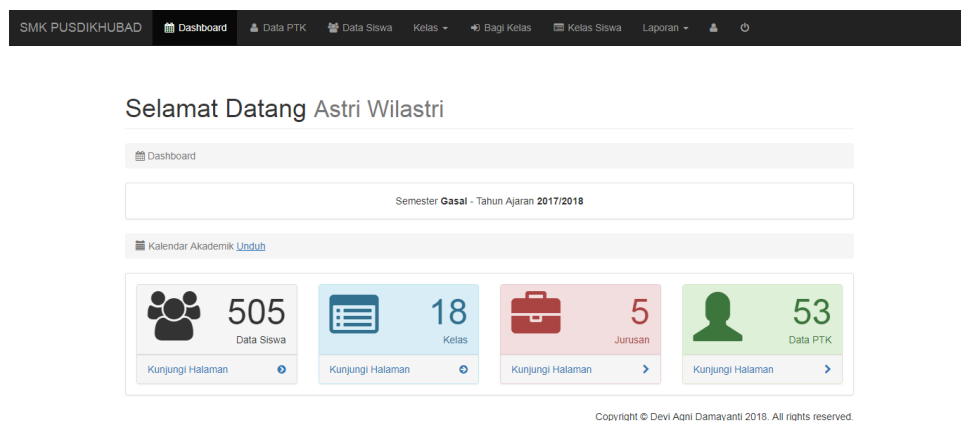 SMK PUSDIKHUBAD Dashboard Data PTK Data Siswa Kelas Bagi Kelas Kelas Siswa Laporan
Selamat Datang Astri Wilastri
Dashboard
Semester Gasal - Tahun Ajaran 2017/2018
Kalendar Akademik Unduh
505
Data Siswa
Kunjungi Halaman
18
Kelas
Kunjungi Halaman
5
Jurusan
Kunjungi Halaman
53
Data PTK
Kunjungi Halaman
Copyright © Devi Agni Damayanti 2018. All rights reserved.